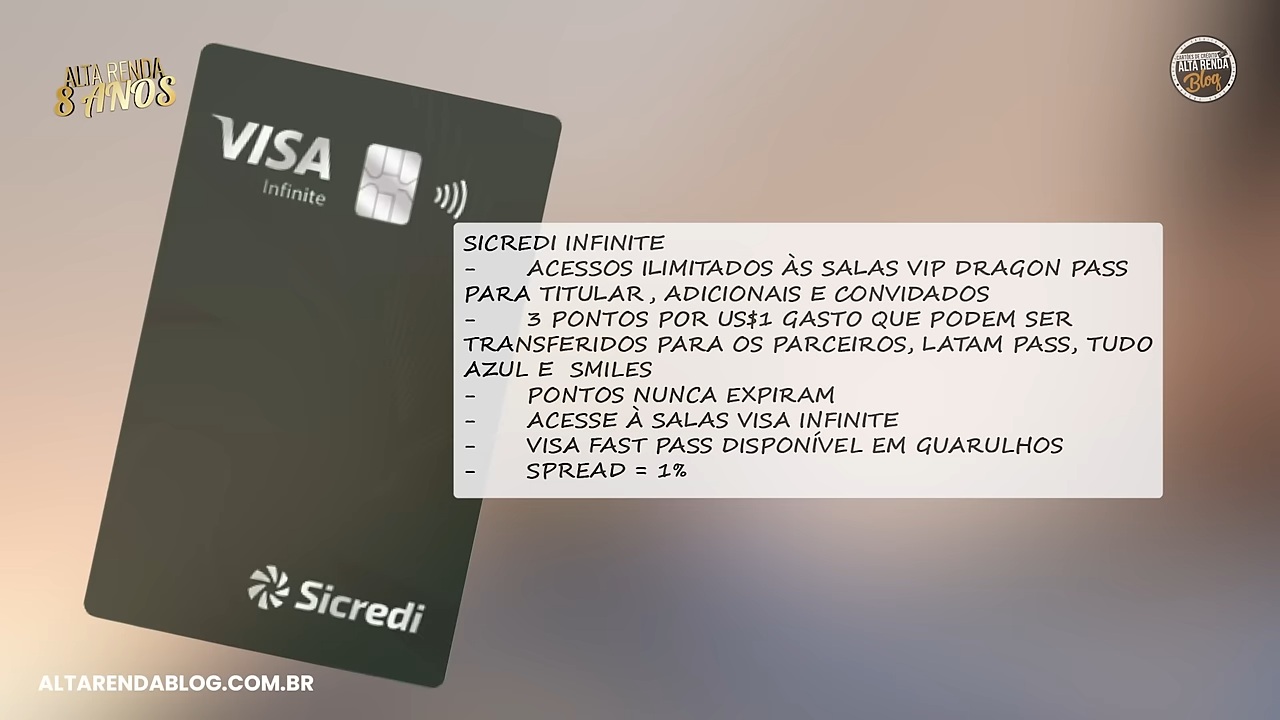 ALTA RENDA
8 ANOS
CARTÕES DE CRÉDITO
ALTA RENDA
Blog
VISA
Infinite
SICREDI INFINITE
- ACESSOS ILIMITADOS ÀS SALAS VIP DRAGON PASS
PARA TITULAR , ADICIONAIS E CONVIDADOS
- 3 PONTOS POR US$1 GASTO QUE PODEM SER
TRANSFERIDOS PARA OS PARCEIROS, LATAM PASS, TUDO
AZUL E SMILES
- PONTOS NUNCA EXPIRAM
- ACESSE À SALAS VISA INFINITE
- VISA FAST PASS DISPONÍVEL EM GUARULHOS
- SPREAD = 1%
Sicredi
ALTARENDABLOG.COM.BR